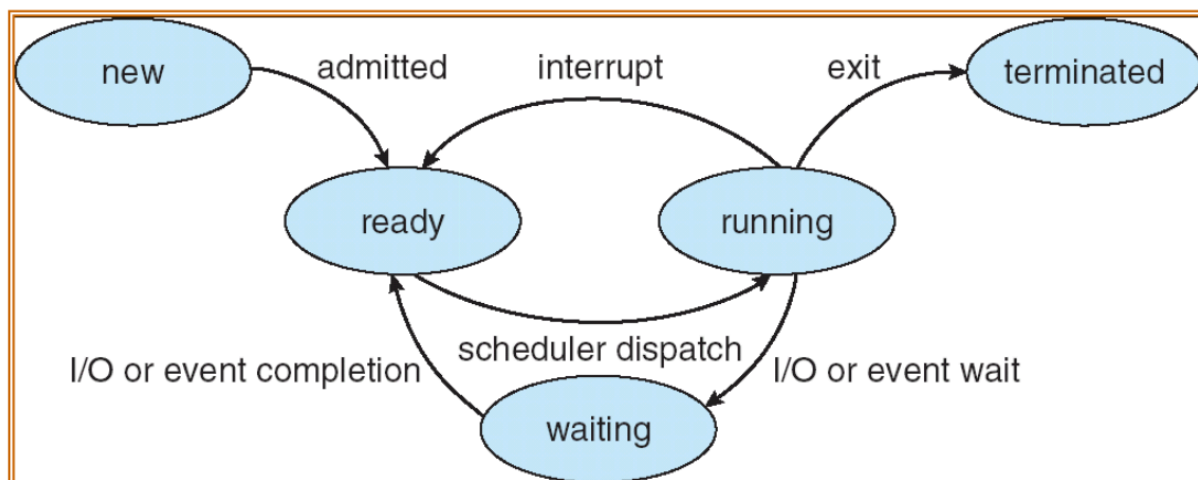 new
admitted
interrupt
exit
terminated
ready
running
scheduler dispatch
I/O or event completion
I/O or event wait
waiting